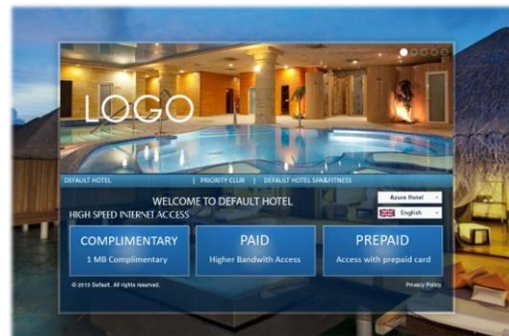 LOGO
DEFAULT HOTEL | PRIORITY CLUB | DEFAULT HOTEL SPA&FITNESS
WELCOME TO DEFAULT HOTEL
HIGH SPEED INTERNET ACCESS
Azure Hotel
English
COMPLIMENTARY
1 MB Complimentary
PAID
Higher Bandwith Access
PREPAID
Access with prepaid card
© 2015 Default. All rights reserved.
Privacy Policy